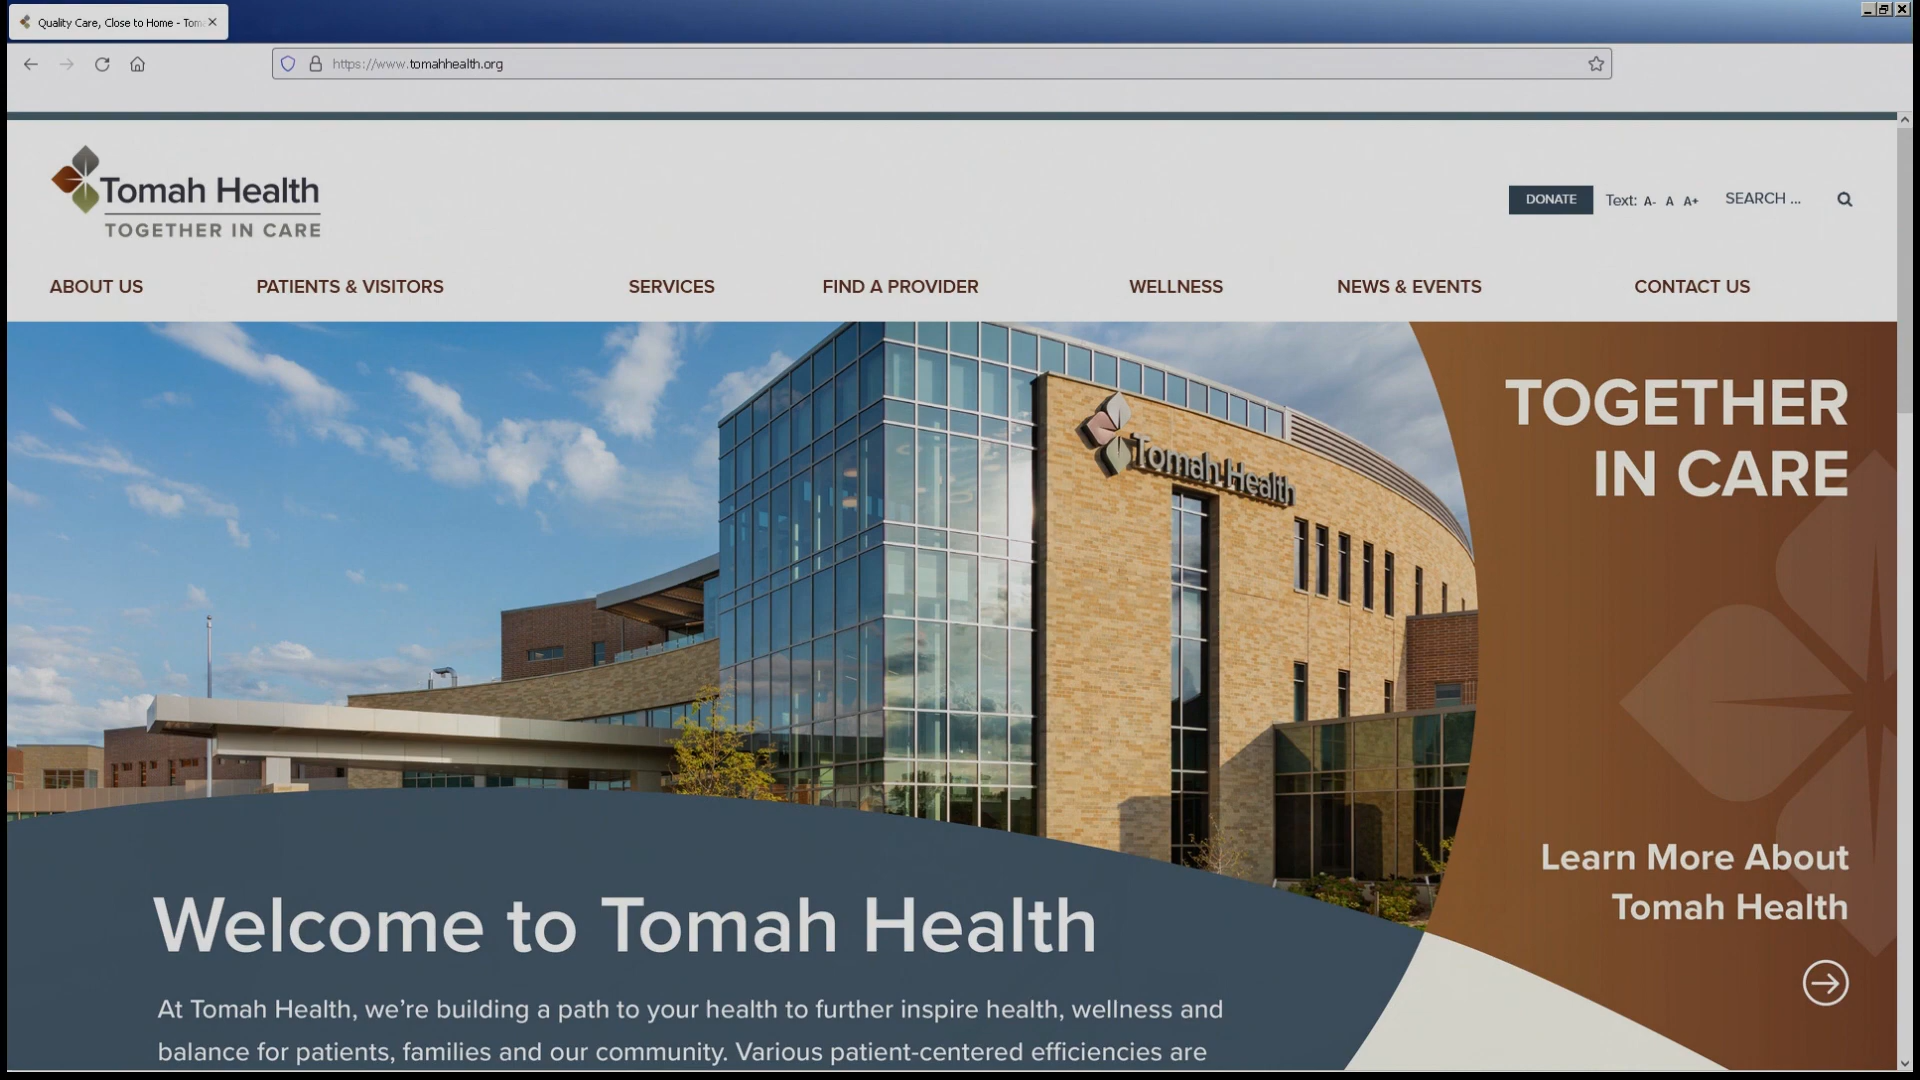 Quality Care, Close to Home - Tom
https://www.tomahhealth.org
Tomah Health
TOGETHER IN CARE
DONATE
Text: A- A A+
SEARCH ...
ABOUT US
PATIENTS & VISITORS
SERVICES
FIND A PROVIDER
WELLNESS
NEWS & EVENTS
CONTACT US
Tomah Health
TOGETHER
IN CARE
Learn More About
Tomah Health
Welcome to Tomah Health
At Tomah Health, we’re building a path to your health to further inspire health, wellness and
balance for patients, families and our community. Various patient-centered efficiencies are